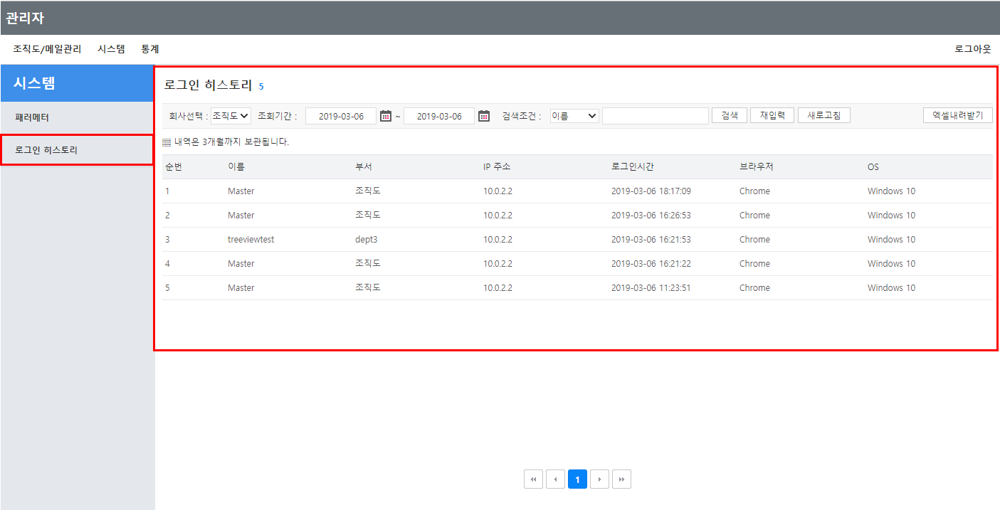 관리자
조직도/메일관리 시스템 통계 로그아웃
시스템
패러메터
로그인 히스토리
로그인 히스토리 5
회사선택 : 조직도 조회기간 : 2019-03-06 ~ 2019-03-06 검색조건 : 이름 검색 재입력 새로고침 엑셀내려받기
내역은 3개월까지 보관됩니다.
순번 이름 부서 IP 주소 로그인시간 브라우저 OS
1 Master 조직도 10.0.2.2 2019-03-06 18:17:09 Chrome Windows 10
2 Master 조직도 10.0.2.2 2019-03-06 16:26:53 Chrome Windows 10
3 treeviewtest dept3 10.0.2.2 2019-03-06 16:21:53 Chrome Windows 10
4 Master 조직도 10.0.2.2 2019-03-06 16:21:22 Chrome Windows 10
5 Master 조직도 10.0.2.2 2019-03-06 11:23:51 Chrome Windows 10
1